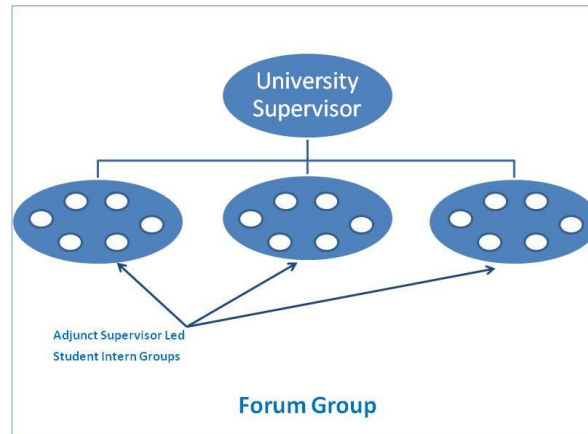 University
Supervisor
Adjunct Supervisor Led
Student Intern Groups
Forum Group